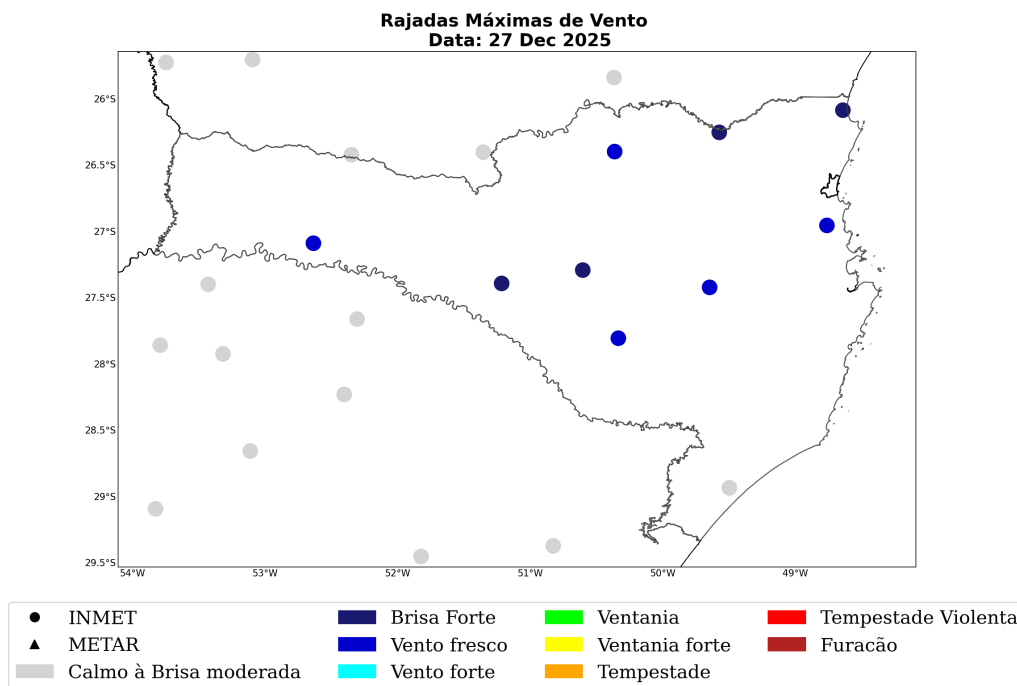 Rajadas Máximas de Vento
Data: 27 Dec 2025
26°S
26.5°S
27°S
27.5°S
28°S
28.5°S
29°S
29.5°S
54°W 53°W 52°W 51°W 50°W 49°W
INMET Brisa Forte Ventania Tempestade Violenta
METAR Vento fresco Ventania forte Furacão
Calmo à Brisa moderada Vento forte Tempestade